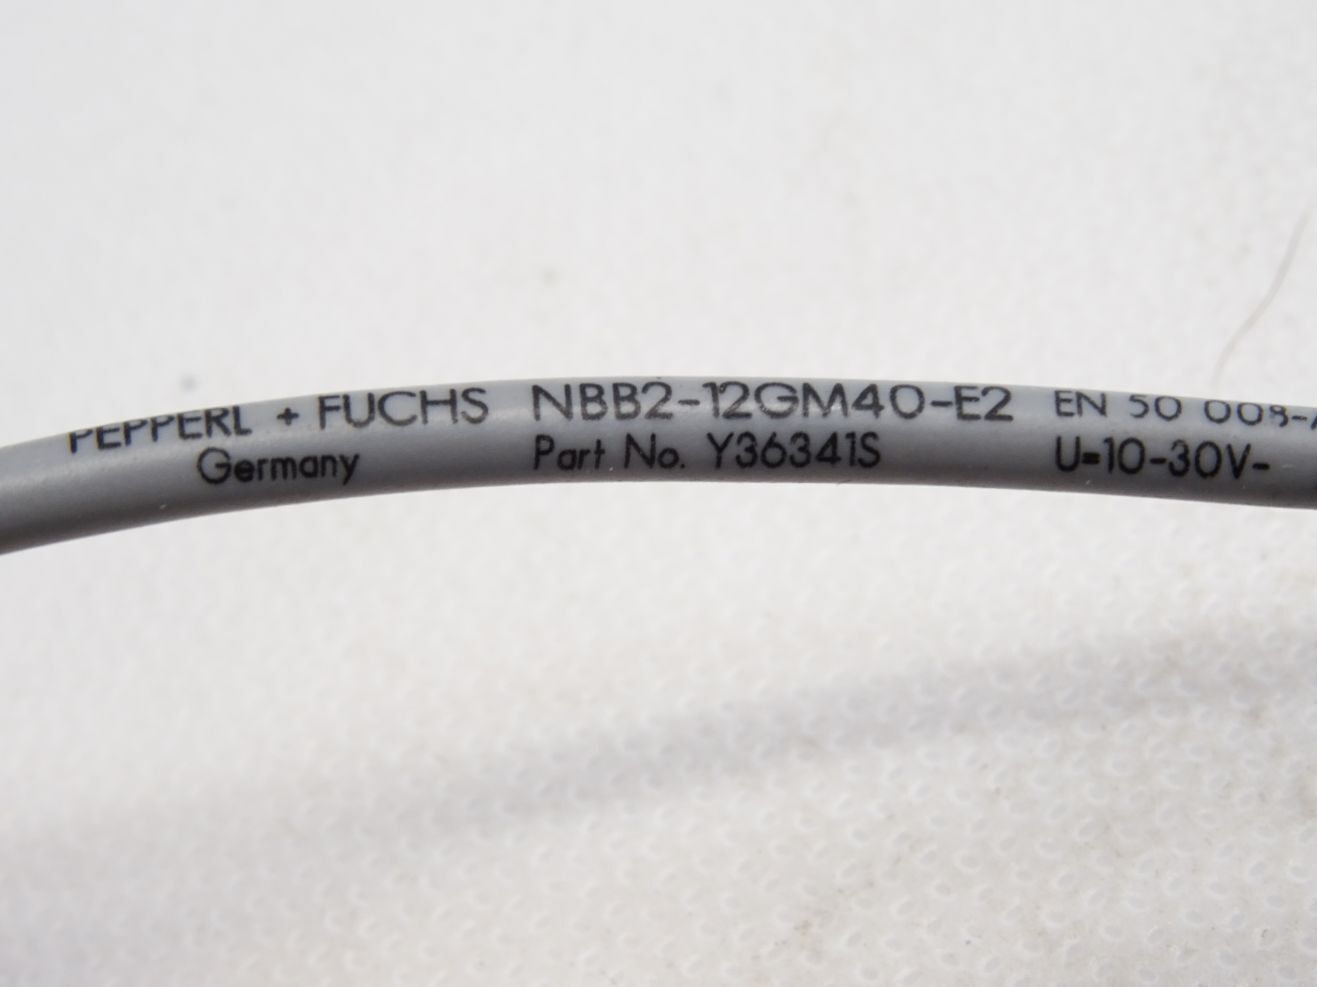 PEPPERL + FUCHS NBB2-12GM40-E2 EN 50 008-
Germany Part No. Y36341S U=10-30V-